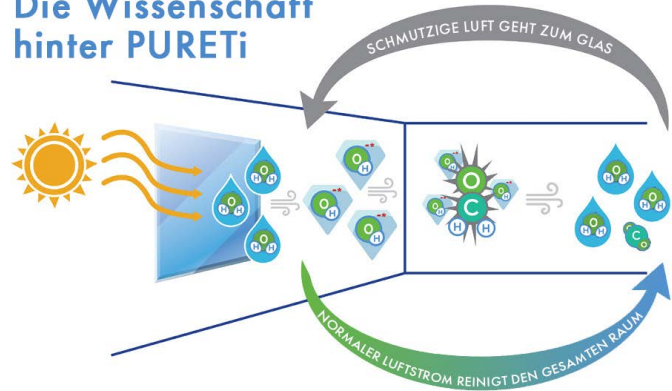 Die Wissenschaft
hinter PURETi
SCHMUTZIGE LUFT GEHT ZUM GLAS
O
H H
O
H H
O
H H
O
H
-*
O
H
-*
O
H
-*
O
C
H H
O
H
-*
O
H
-*
O
H
-*
O
H H
O
H H
O
H H
O
C
O
NORMALER LUFTSTROM REINIGT DEN GESAMTEN RAUM